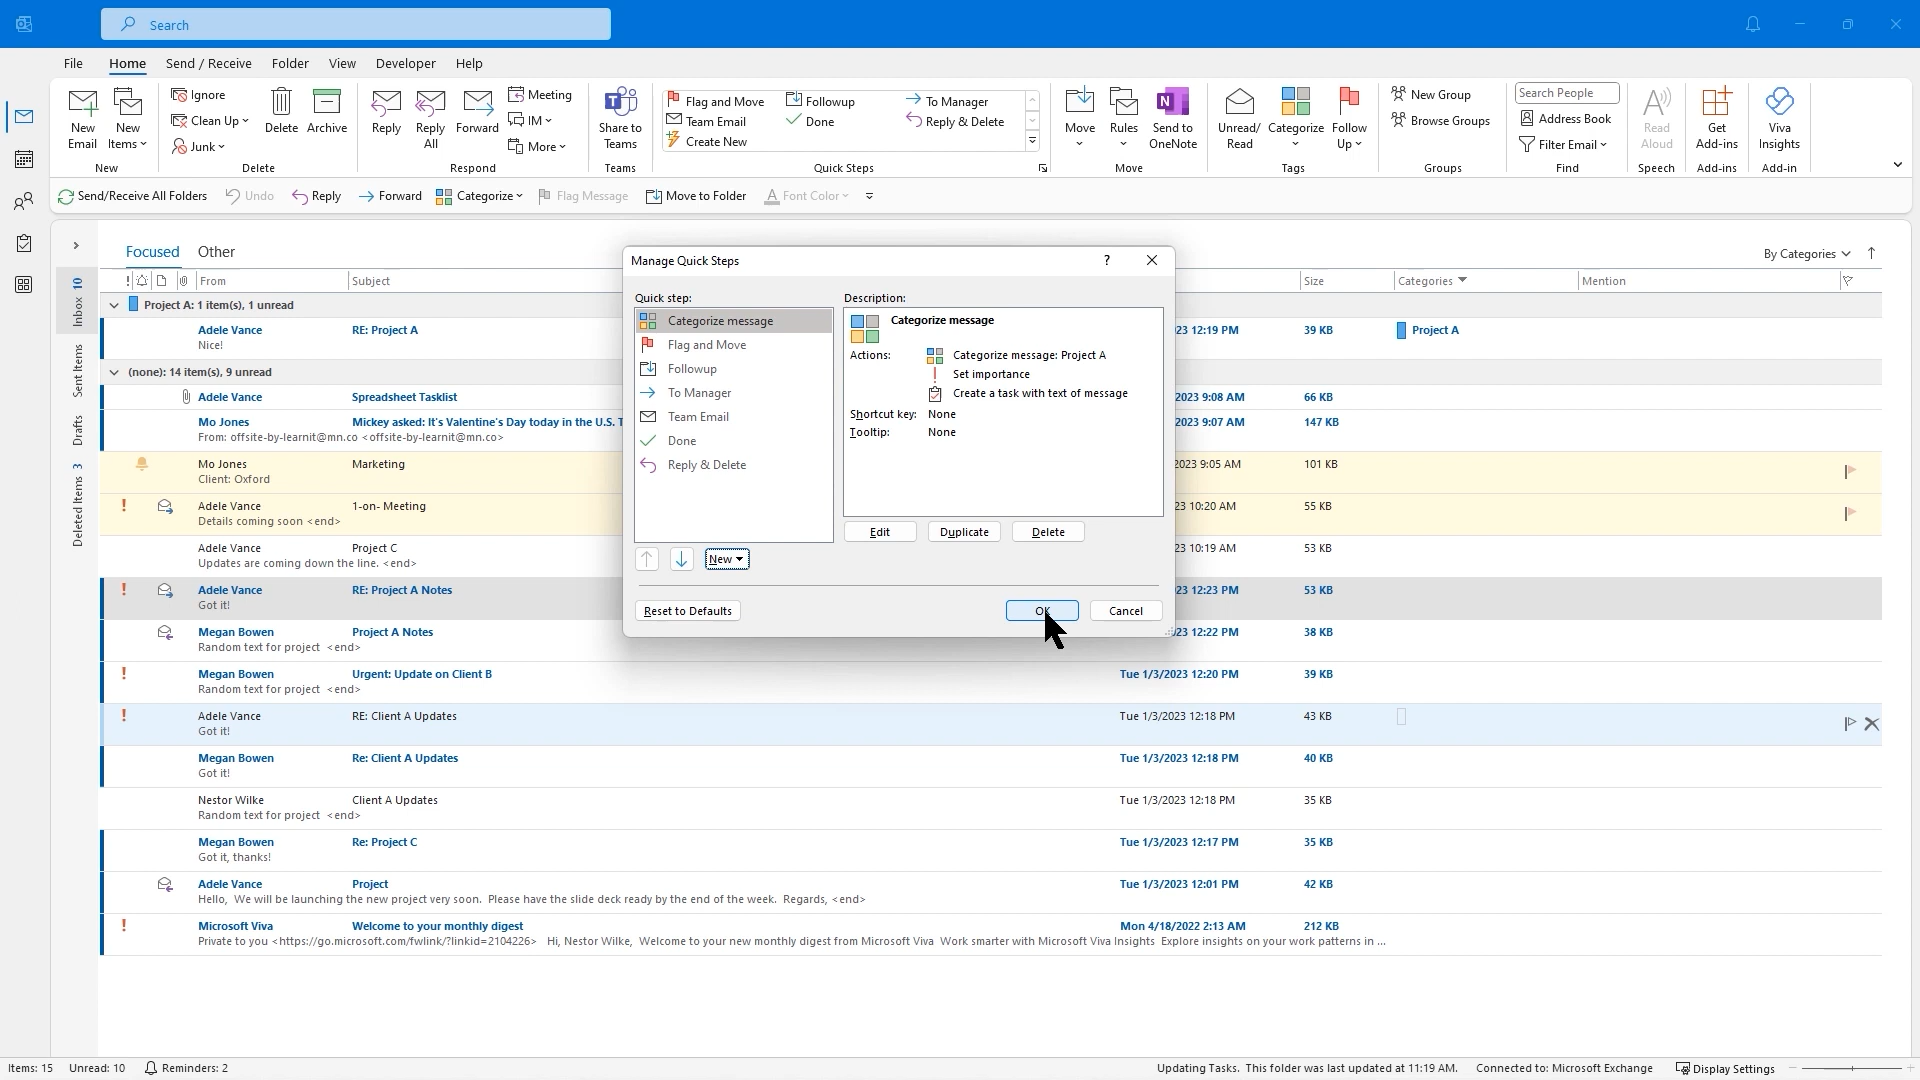 Search
File Home Send / Receive Folder View Developer Help
New Email
New Items
Ignore
Clean Up
Junk
Delete
Archive
Reply
Reply All
Forward
Meeting
IM
More
Share to Teams
Flag and Move
Team Email
Create New
Followup
Done
To Manager
Reply & Delete
Move
Rules
Send to OneNote
Unread/ Read
Categorize
Follow Up
New Group
Browse Groups
Search People
Address Book
Filter Email
Read Aloud
Get Add-ins
Viva Insights
New Delete Respond Teams Quick Steps Move Tags Groups Find Speech Add-ins Add-in
Send/Receive All Folders Undo Reply Forward Categorize Flag Message Move to Folder Font Color
Inbox 10
Sent Items
Drafts
Deleted Items 3
Focused Other
By Categories
From Subject Size Categories Mention
Project A: 1 item(s), 1 unread
Adele Vance RE: Project A 23 12:19 PM 39 KB Project A
Nice!
(none): 14 item(s), 9 unread
Adele Vance Spreadsheet Tasklist 2023 9:08 AM 66 KB
Mo Jones Mickey asked: It's Valentine's Day today in the U.S. T 2023 9:07 AM 147 KB
From: offsite-by-learnit@mn.co <offsite-by-learnit@mn.co>
Mo Jones Marketing 2023 9:05 AM 101 KB
Client: Oxford
Adele Vance 1-on- Meeting 23 10:20 AM 55 KB
Details coming soon <end>
Adele Vance Project C 23 10:19 AM 53 KB
Updates are coming down the line. <end>
Adele Vance RE: Project A Notes 23 12:23 PM 53 KB
Got it!
Megan Bowen Project A Notes 23 12:22 PM 38 KB
Random text for project <end>
Megan Bowen Urgent: Update on Client B Tue 1/3/2023 12:20 PM 39 KB
Random text for project <end>
Adele Vance RE: Client A Updates Tue 1/3/2023 12:18 PM 43 KB
Got it!
Megan Bowen Re: Client A Updates Tue 1/3/2023 12:18 PM 40 KB
Got it!
Nestor Wilke Client A Updates Tue 1/3/2023 12:18 PM 35 KB
Random text for project <end>
Megan Bowen Re: Project C Tue 1/3/2023 12:17 PM 35 KB
Got it, thanks!
Adele Vance Project Tue 1/3/2023 12:01 PM 42 KB
Hello, We will be launching the new project very soon. Please have the slide deck ready by the end of the week. Regards, <end>
Microsoft Viva Welcome to your monthly digest Mon 4/18/2022 2:13 AM 212 KB
Private to you <https://go.microsoft.com/fwlink/?linkid=2104226> Hi, Nestor Wilke, Welcome to your new monthly digest from Microsoft Viva Work smarter with Microsoft Viva Insights Explore insights on your work patterns in ...
Manage Quick Steps ?
Quick step:
Categorize message
Flag and Move
Followup
To Manager
Team Email
Done
Reply & Delete
New
Description:
Categorize message
Actions: Categorize message: Project A
Set importance
Create a task with text of message
Shortcut key: None
Tooltip: None
Edit Duplicate Delete
Reset to Defaults OK Cancel
Items: 15 Unread: 10 Reminders: 2 Updating Tasks. This folder was last updated at 11:19 AM. Connected to: Microsoft Exchange Display Settings